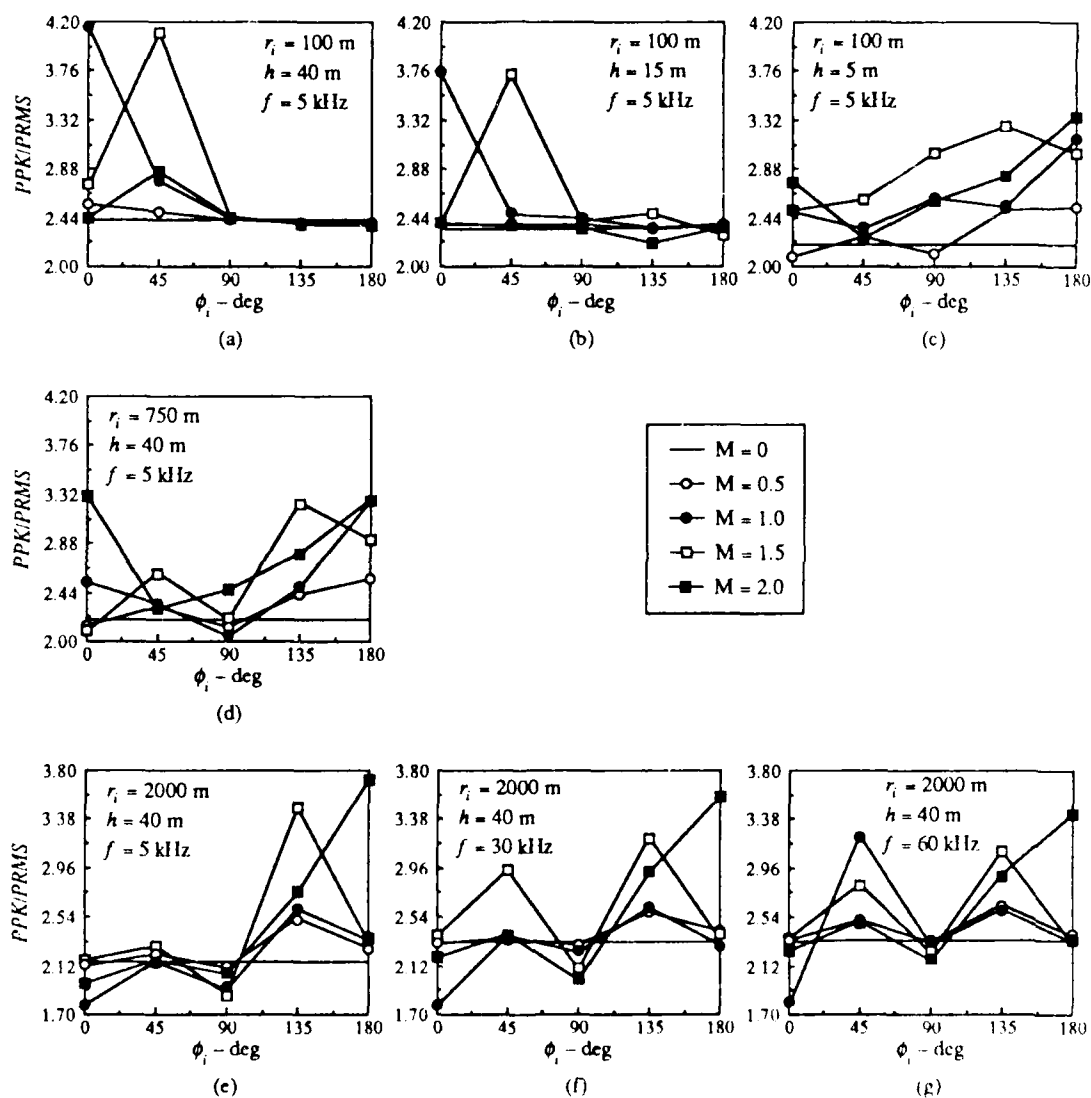 4.20
3.76
3.32
2.88
2.44
2.00
PPK/PRMS
r_i = 100 m
h = 40 m
f = 5 kHz
0 45 90 135 180
ϕ_i – deg
(a)
4.20
3.76
3.32
2.88
2.44
2.00
r_i = 100 m
h = 15 m
f = 5 kHz
0 45 90 135 180
ϕ_i – deg
(b)
4.20
3.76
3.32
2.88
2.44
2.00
r_i = 100 m
h = 5 m
f = 5 kHz
0 45 90 135 180
ϕ_i – deg
(c)
4.20
3.76
3.32
2.88
2.44
2.00
PPK/PRMS
r_i = 750 m
h = 40 m
f = 5 kHz
0 45 90 135 180
ϕ_i – deg
(d)
M = 0
M = 0.5
M = 1.0
M = 1.5
M = 2.0
3.80
3.38
2.96
2.54
2.12
1.70
PPK/PRMS
r_i = 2000 m
h = 40 m
f = 5 kHz
0 45 90 135 180
ϕ_i – deg
(e)
3.80
3.38
2.96
2.54
2.12
1.70
r_i = 2000 m
h = 40 m
f = 30 kHz
0 45 90 135 180
ϕ_i – deg
(f)
3.80
3.38
2.96
2.54
2.12
1.70
r_i = 2000 m
h = 40 m
f = 60 kHz
0 45 90 135 180
ϕ_i – deg
(g)